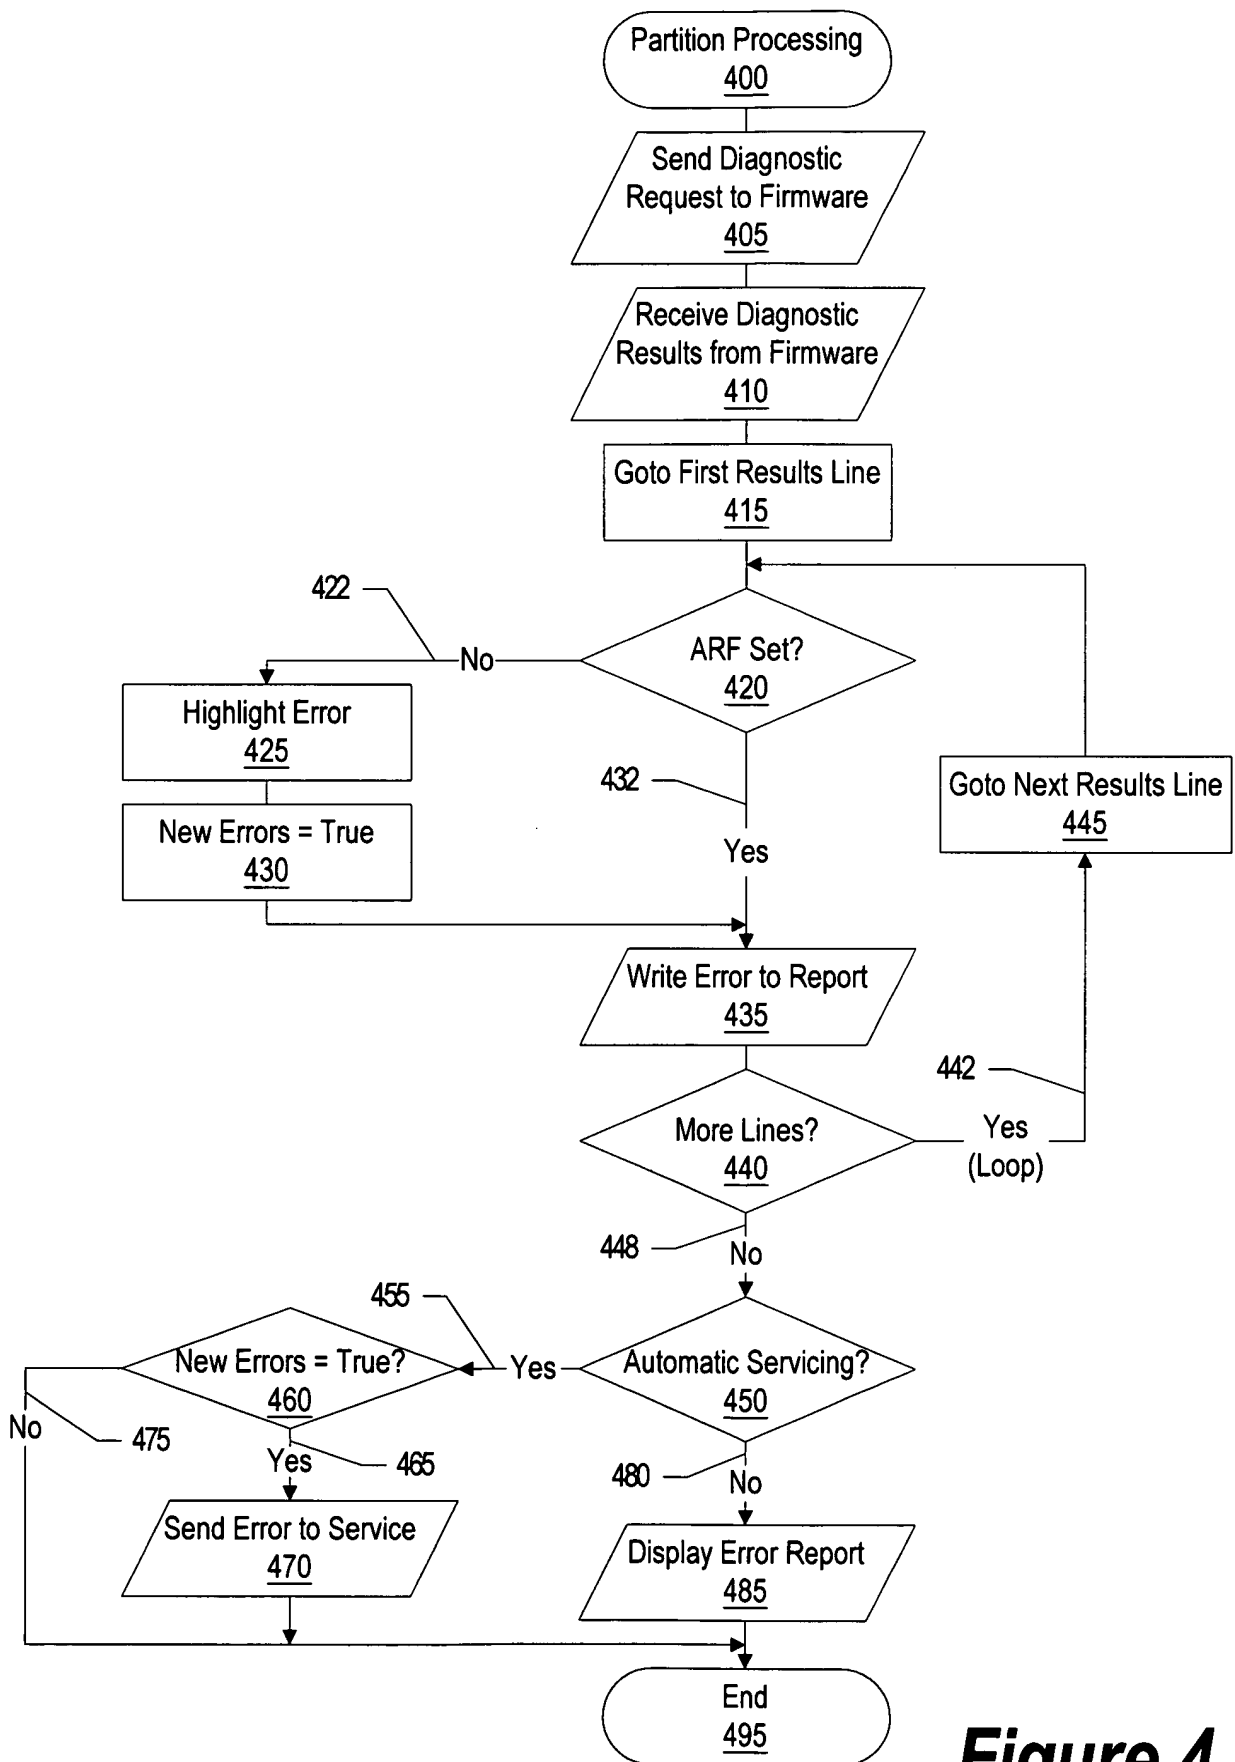 Partition Processing
400
Send Diagnostic
Request to Firmware
405
Receive Diagnostic
Results from Firmware
410
Goto First Results Line
415
422
No
ARF Set?
420
Highlight Error
425
432
Goto Next Results Line
445
New Errors = True
430
Yes
Write Error to Report
435
442
More Lines?
440
Yes
(Loop)
448
No
455
New Errors = True?
460
Yes
Automatic Servicing?
450
No
475
Yes
465
480
No
Send Error to Service
470
Display Error Report
485
End
495
Figure 4